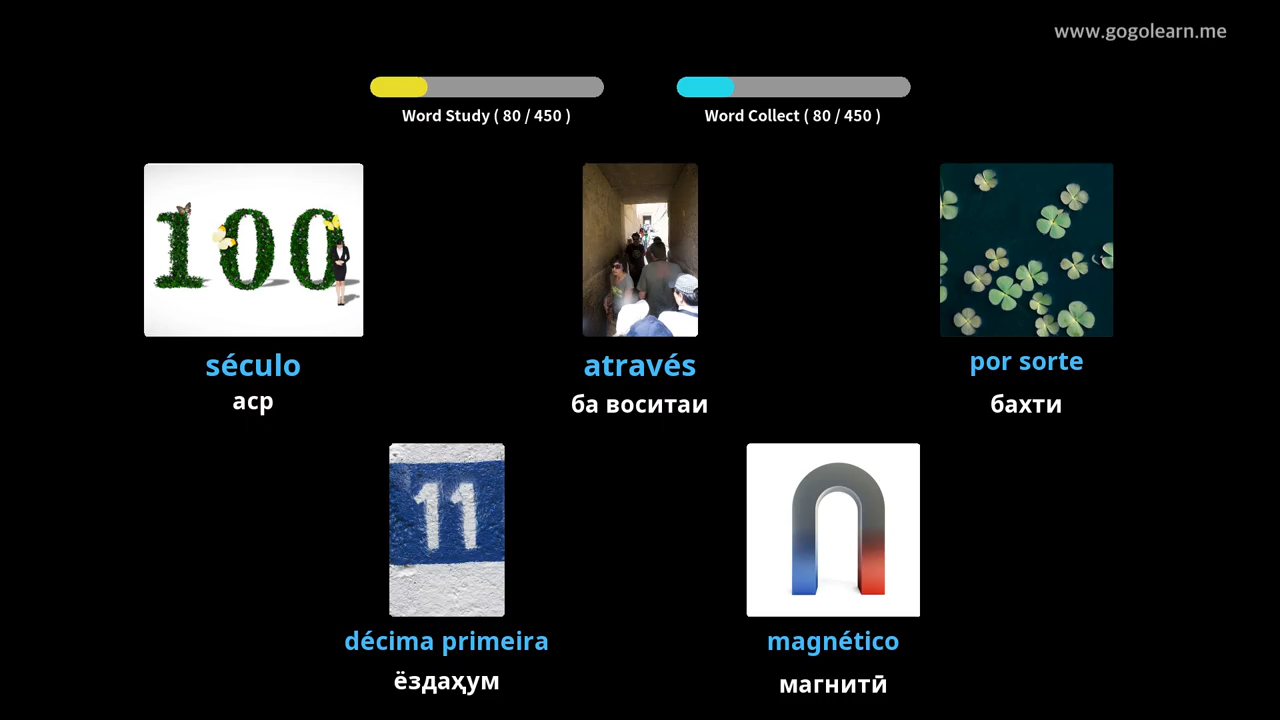 www.gogolearn.me
Word Study ( 80 / 450 )
Word Collect ( 80 / 450 )
100
século
аср
através
ба воситаи
por sorte
бахти
11
décima primeira
ёздаҳум
magnético
магнитӣ